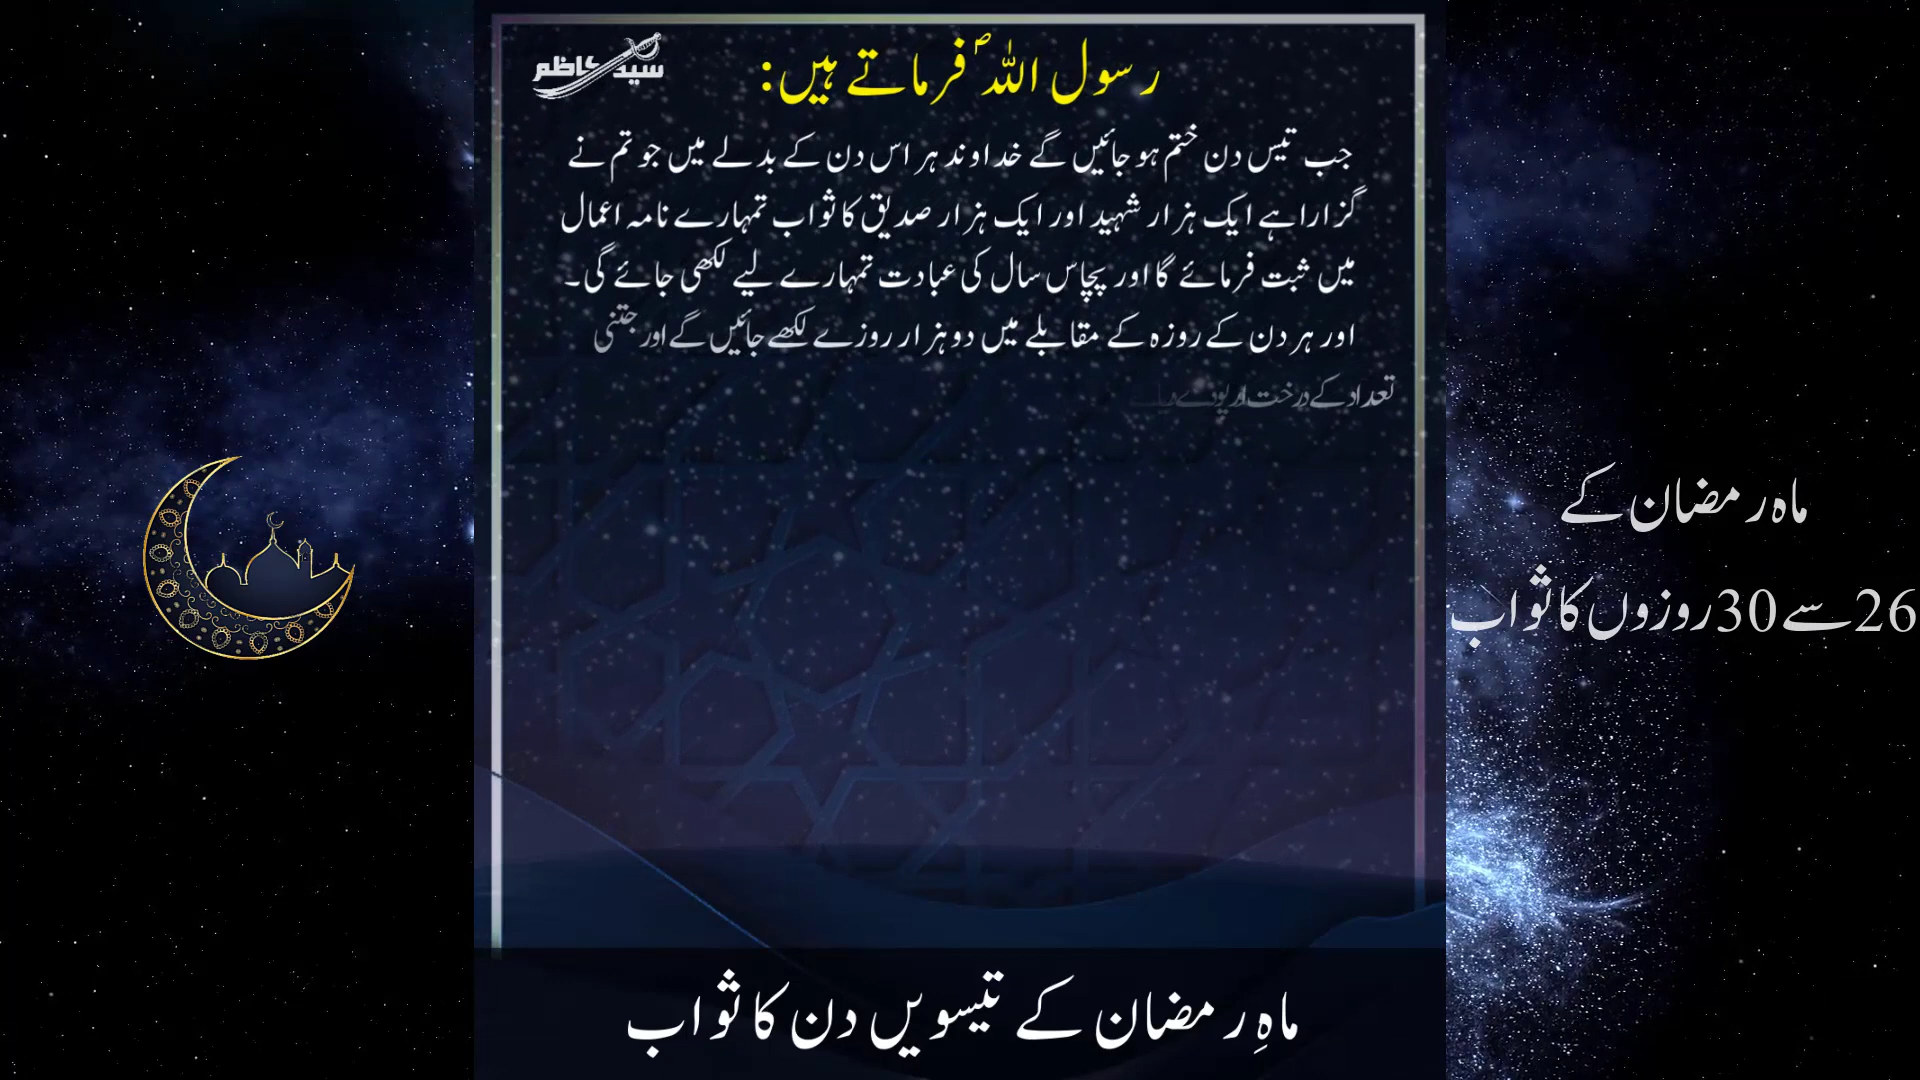 سید کاظم
رسول اللہ ؐ فرماتے ہیں:
جب تیس دن ختم ہو جائیں گے خداوند ہر اس دن کے بدلے میں جو تم نے
گزارا ہے ایک ہزار شہید اور ایک ہزار صدیق کا ثواب تمہارے نامہ اعمال
میں ثبت فرمائے گا اور پچاس سال کی عبادت تمہارے لیے لکھی جائے گی۔
اور ہر دن کے روزہ کے مقابلے میں دو ہزار روزے لکھے جائیں گے اور جتنی
تعداد کے درخت اور پودے
ماہِ رمضان کے تیسویں دن کا ثواب
ماہ رمضان کے
26 سے 30 روزوں کا ثواب